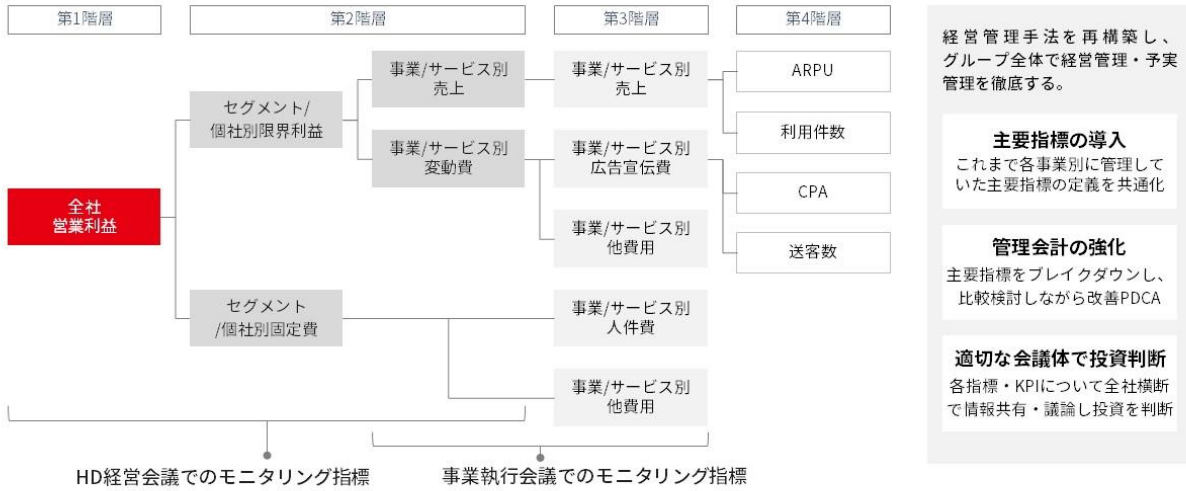 第1階層
第2階層
第3階層
第4階層
全社
営業利益
セグメント/
個社別限界利益
セグメント
/個社別固定費
事業/サービス別
売上
事業/サービス別
変動費
事業/サービス別
売上
事業/サービス別
広告宣伝費
事業/サービス別
他費用
事業/サービス別
人件費
事業/サービス別
他費用
ARPU
利用件数
CPA
送客数
HD経営会議でのモニタリング指標
事業執行会議でのモニタリング指標
経営管理手法を再構築し、
グループ全体で経営管理・予実
管理を徹底する。
主要指標の導入
これまで各事業別に管理して
いた主要指標の定義を共通化
管理会計の強化
主要指標をブレイクダウンし、
比較検討しながら改善PDCA
適切な会議体で投資判断
各指標・KPIについて全社横断
で情報共有・議論し投資を判断